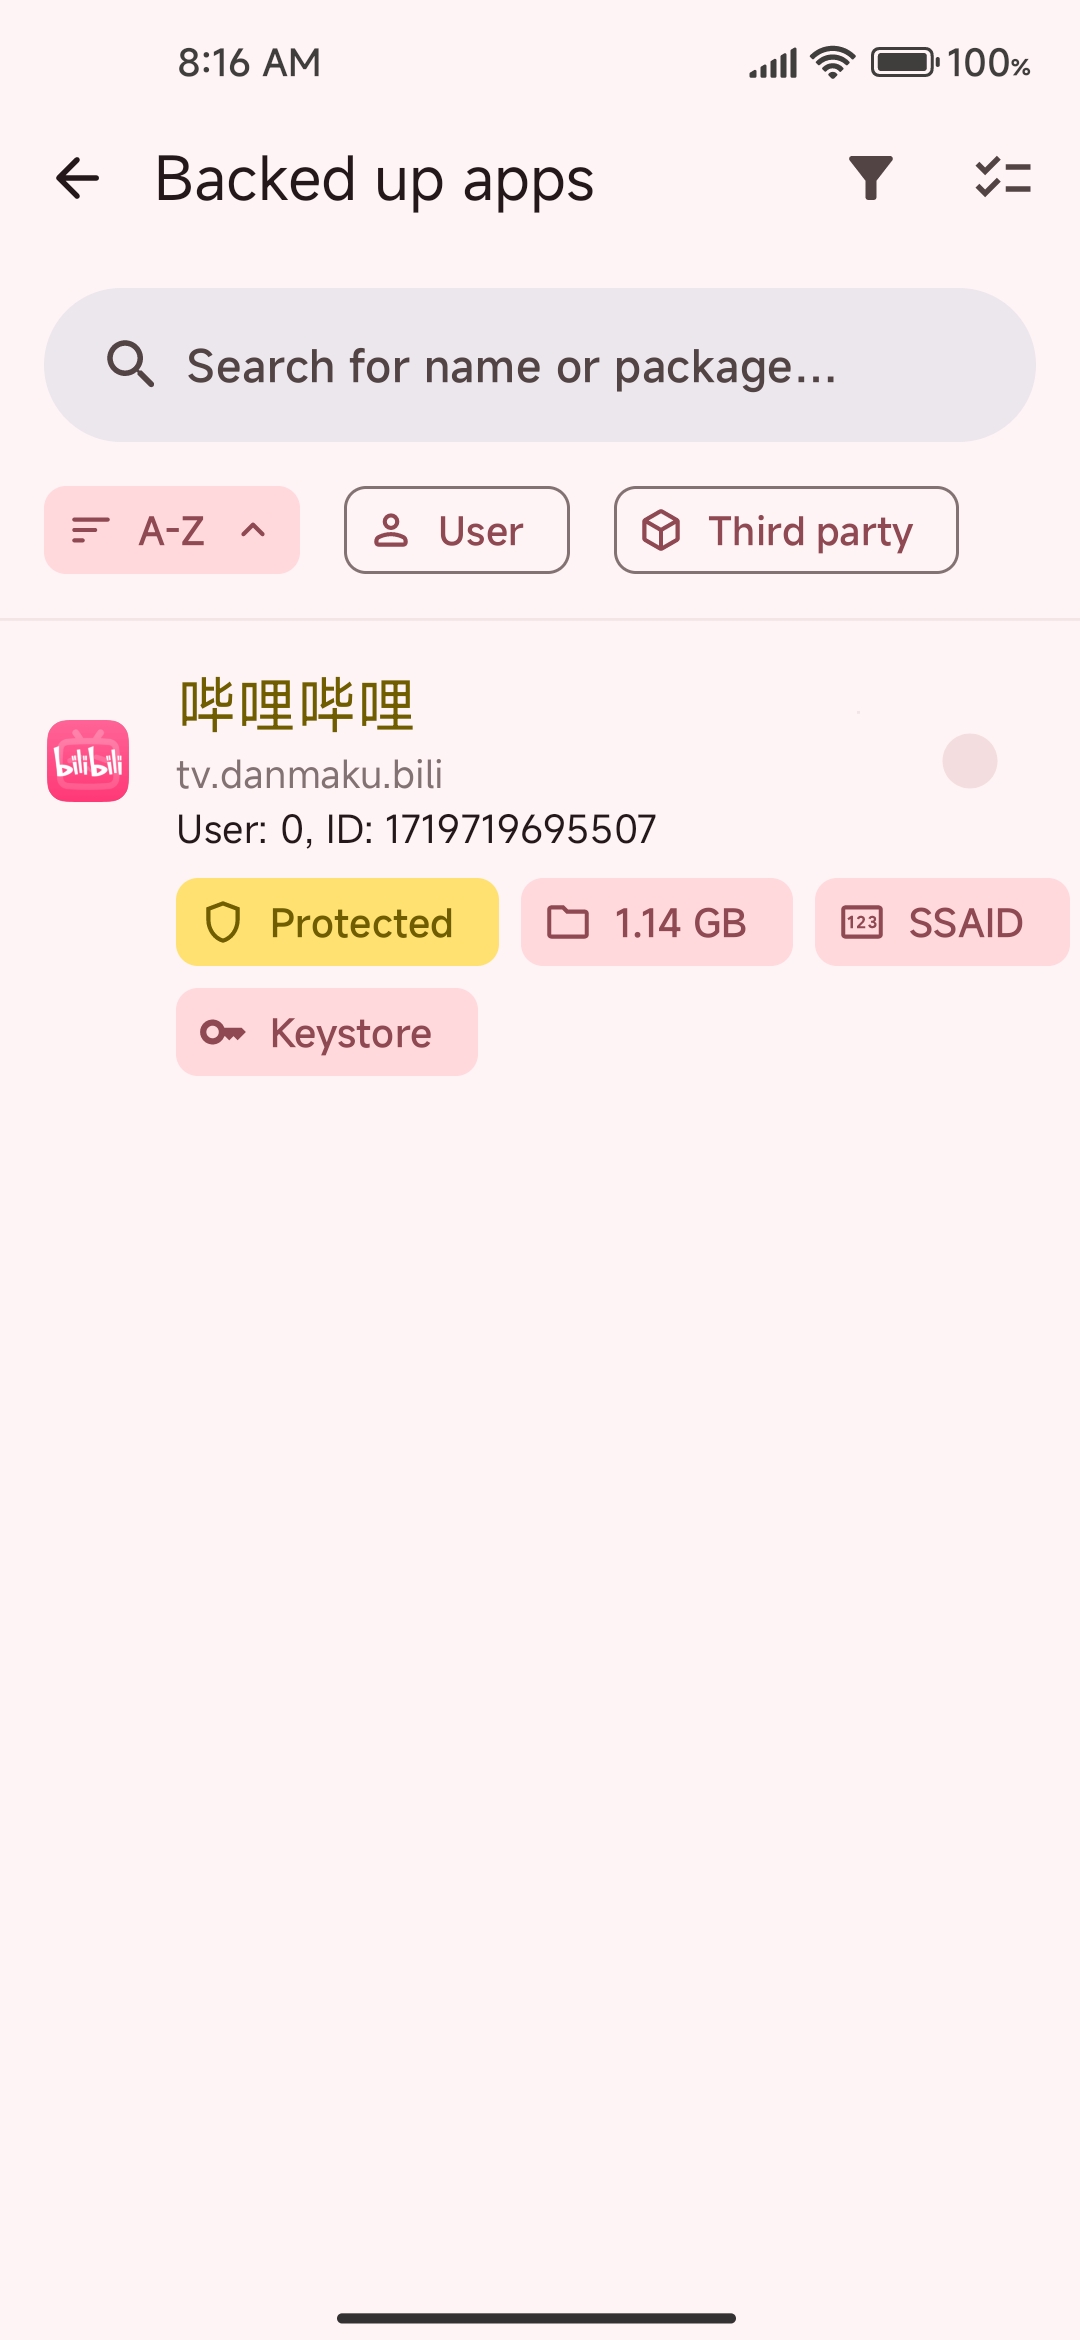 8:16 AM 100%
Backed up apps
Search for name or package...
A-Z User Third party
哔哩哔哩
bilibili
tv.danmaku.bili
User: 0, ID: 1719719695507
Protected 1.14 GB 123 SSAID
Keystore